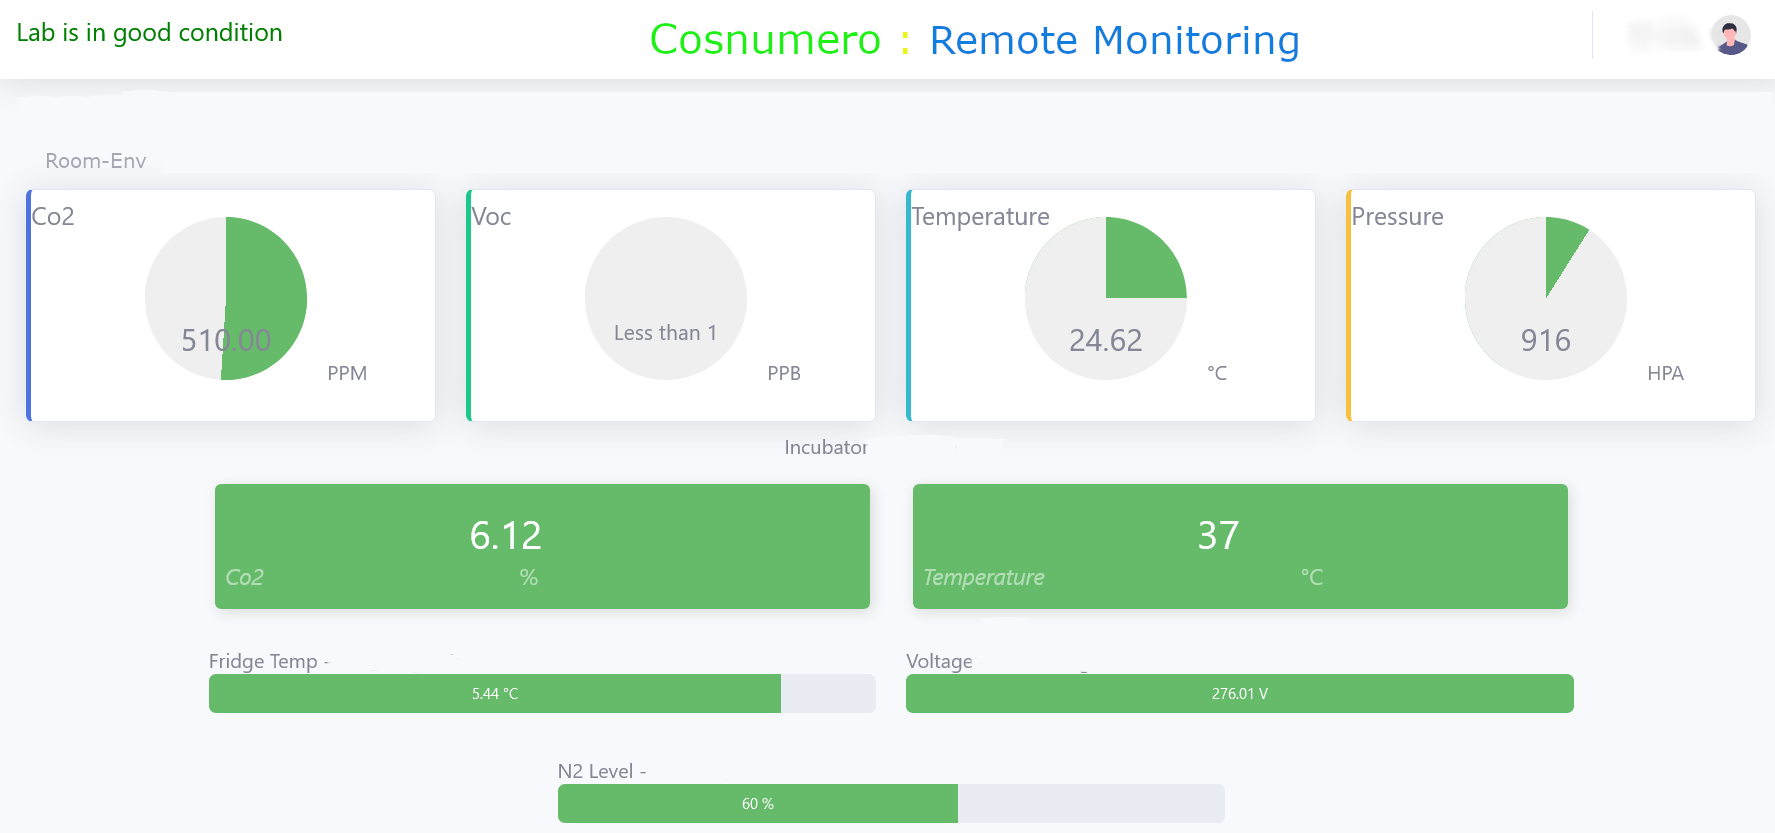 Lab is in good condition
Cosnumero : Remote Monitoring
Room-Env
Co2
510.00
PPM
Voc
Less than 1
PPB
Temperature
24.62
°C
Pressure
916
HPA
Incubator
6.12
Co2 %
37
Temperature °C
Fridge Temp -
5.44 °C
Voltage
276.01 V
N2 Level -
60 %